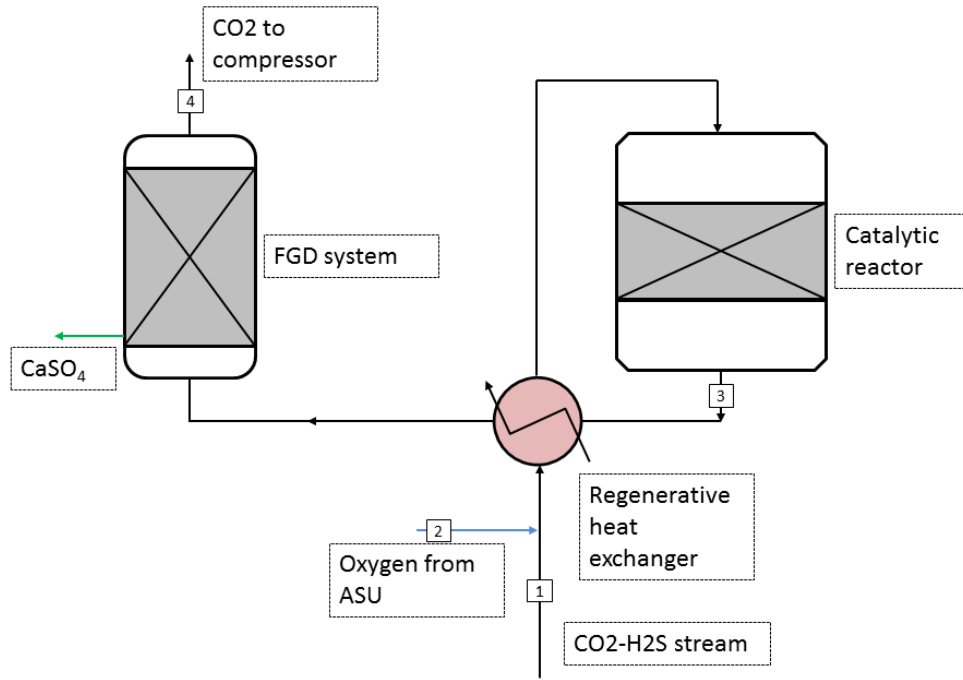 CO2 to
compressor
4
FGD system
Catalytic
reactor
CaSO₄
3
Regenerative
heat
exchanger
2
Oxygen from
ASU
1
CO2-H2S stream